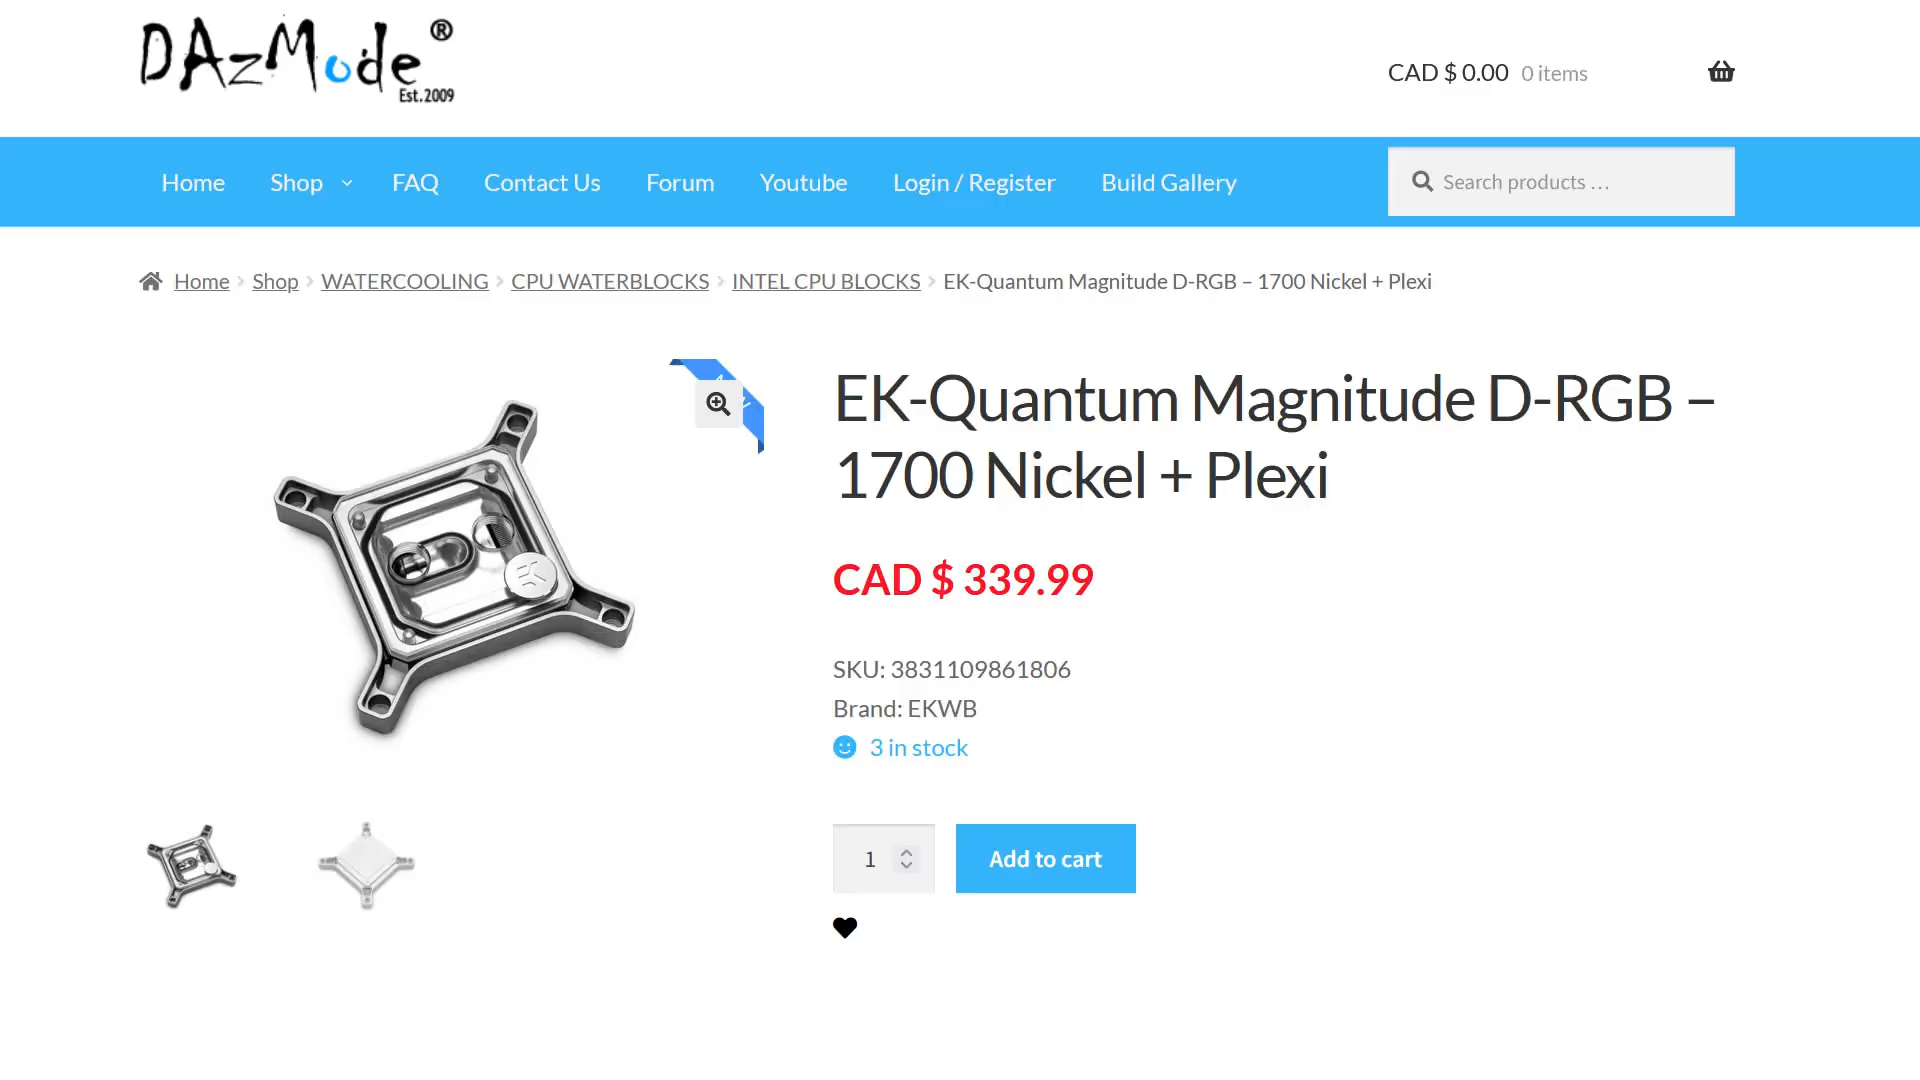 DAzMode ®
Est.2009
CAD $ 0.00 0 items
Home Shop FAQ Contact Us Forum Youtube Login / Register Build Gallery
Search products …
Home Shop WATERCOOLING CPU WATERBLOCKS INTEL CPU BLOCKS EK-Quantum Magnitude D-RGB – 1700 Nickel + Plexi
EK-Quantum Magnitude D-RGB –
1700 Nickel + Plexi
CAD $ 339.99
SKU: 3831109861806
Brand: EKWB
3 in stock
1
Add to cart